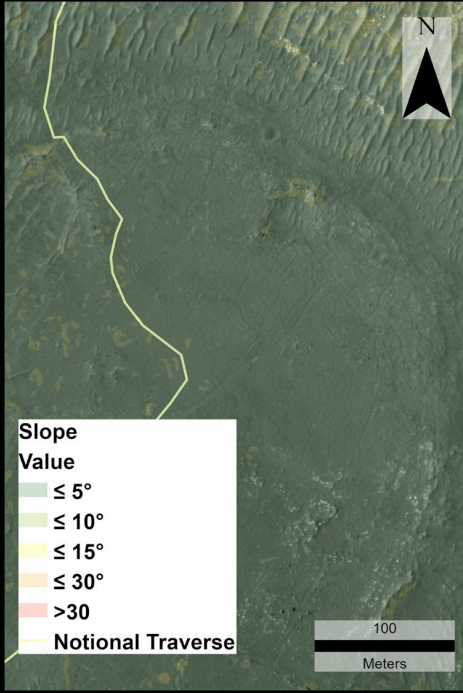 N
Slope
Value
≤ 5°
≤ 10°
≤ 15°
≤ 30°
>30
Notional Traverse
100
Meters